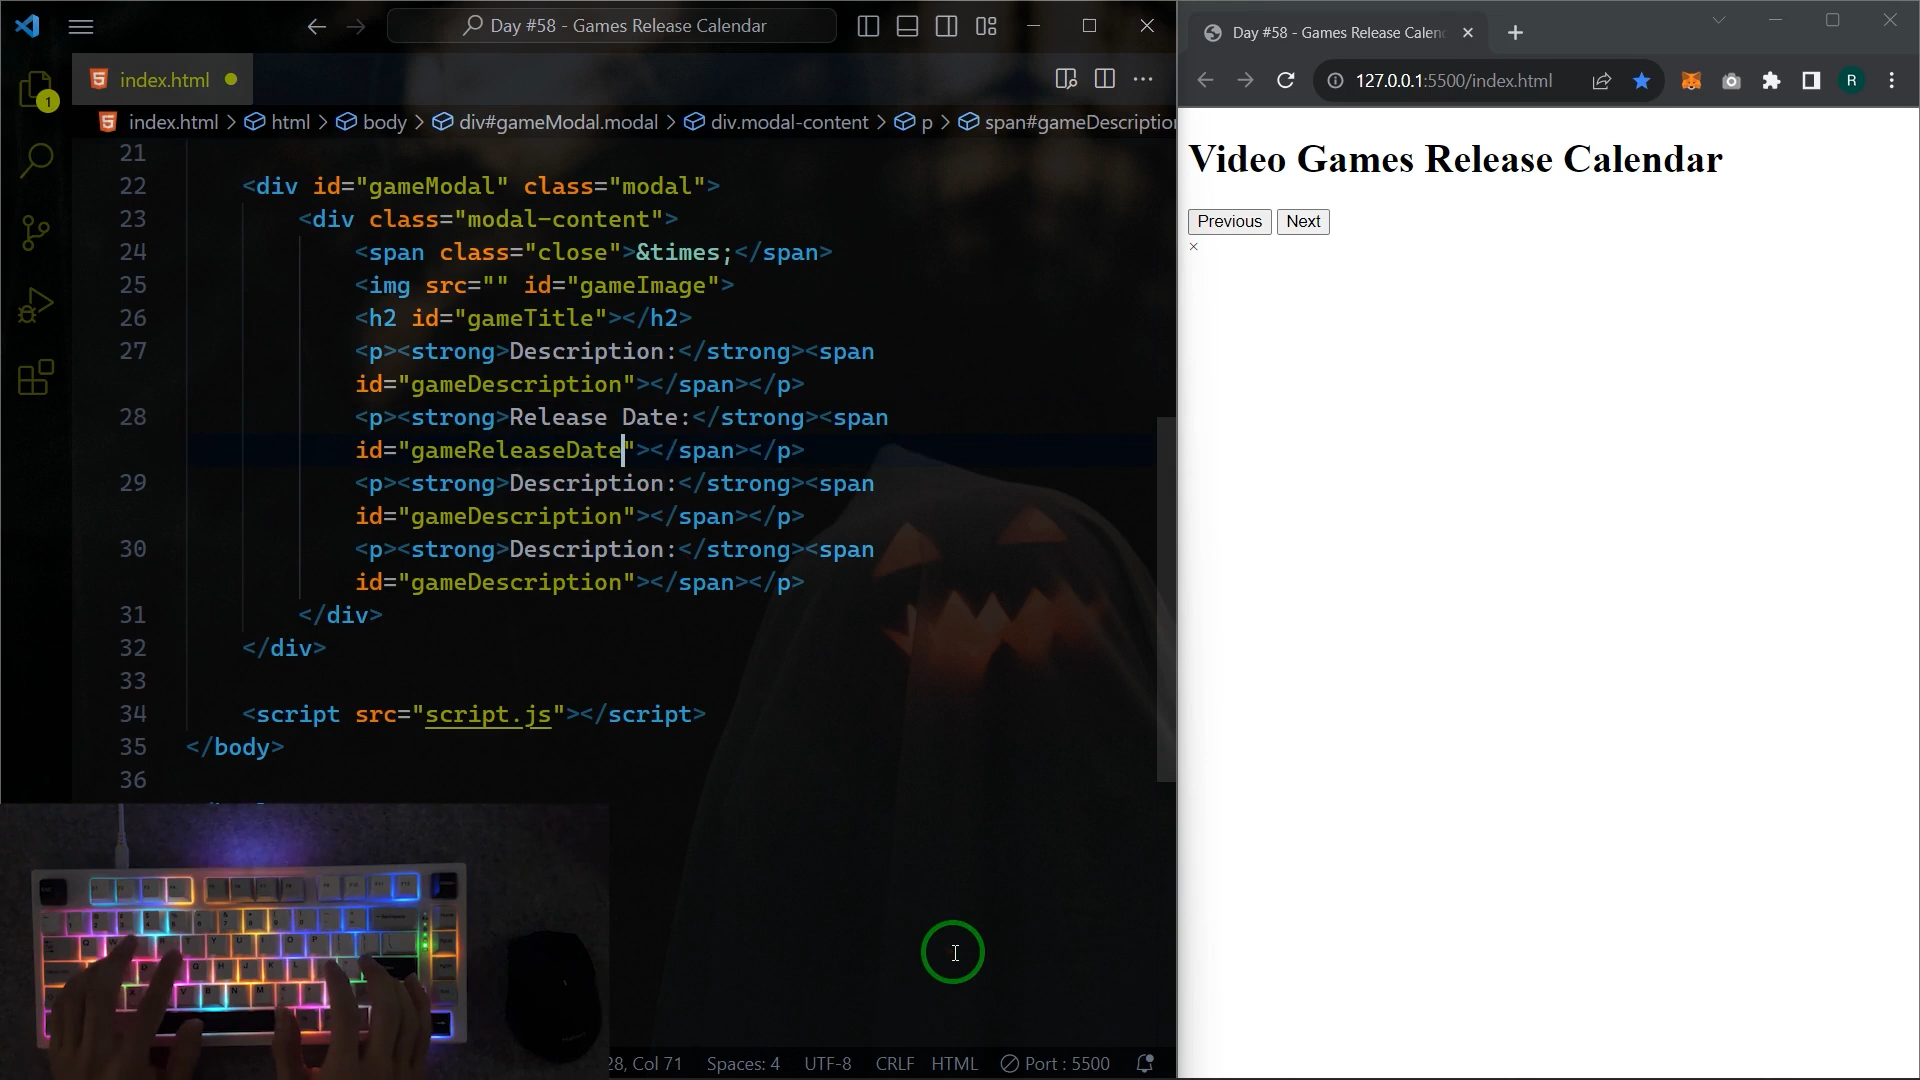 Day #58 - Games Release Calendar
index.html
1
index.html > html > body > div#gameModal.modal > div.modal-content > p > span#gameDescription
21
22 <div id="gameModal" class="modal">
23 <div class="modal-content">
24 <span class="close">&times;</span>
25 <img src="" id="gameImage">
26 <h2 id="gameTitle"></h2>
27 <p><strong>Description:</strong><span
id="gameDescription"></span></p>
28 <p><strong>Release Date:</strong><span
id="gameReleaseDate"></span></p>
29 <p><strong>Description:</strong><span
id="gameDescription"></span></p>
30 <p><strong>Description:</strong><span
id="gameDescription"></span></p>
31 </div>
32 </div>
33
34 <script src="script.js"></script>
35 </body>
36
28, Col 71 Spaces: 4 UTF-8 CRLF HTML Port : 5500
Day #58 - Games Release Calen
127.0.0.1:5500/index.html
R
Video Games Release Calendar
Previous Next
×